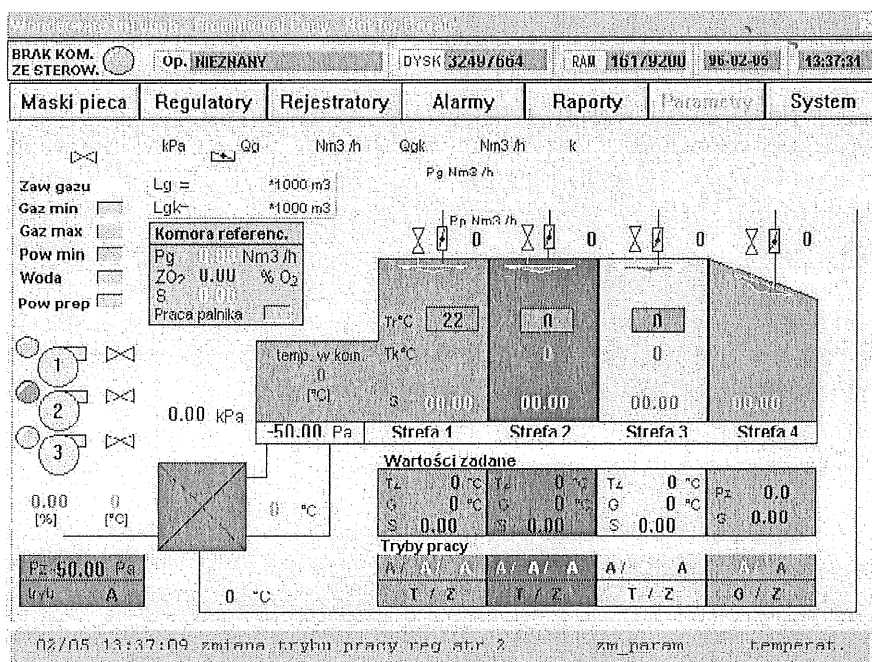 BRAK KOM. ZE STEROW. Op. NIEZNANY DYSK 32497664 RAM 16179200 96-02-05 13:37:31
Maski pieca Regulatory Rejestratory Alarmy Raporty Parametry System
kPa Qg Nm3 /h Qgk Nm3 /h k
Pg Nm3 /h
Zaw gazu Lg = *1000 m3
Gaz min Lgk= *1000 m3
Gaz max Komora referenc. Pp Nm3 /h
Pow min Pg Nm3 /h 0 0 0 0
Woda ZO2 0.00 % O2
Pow prep S
Praca palnika
Tr°C 22 0 0
temp. w kom. Tk°C 0 0
0
[°C]
S 00.00 00.00 00.00 00.00
1
2
3
0.00 kPa
-50.00 Pa Strefa 1 Strefa 2 Strefa 3 Strefa 4
Wartości zadane
Tz 0 °C Tz 0 °C Tz 0 °C Pz 0.0
G 0 °C G 0 °C G 0 °C G 0.00
S 0.00 S 0.00 S 0.00
0.00 0 0 °C
[%] [°C]
Tryby pracy
Pz -50.00 Pa A / A / A A / A / A A / A A / A
tryb A 0 °C T / Z T / Z T / Z G / Z
02/05 13:37:09 zmiana trybu pracy reg str 2 zm_param temperat.